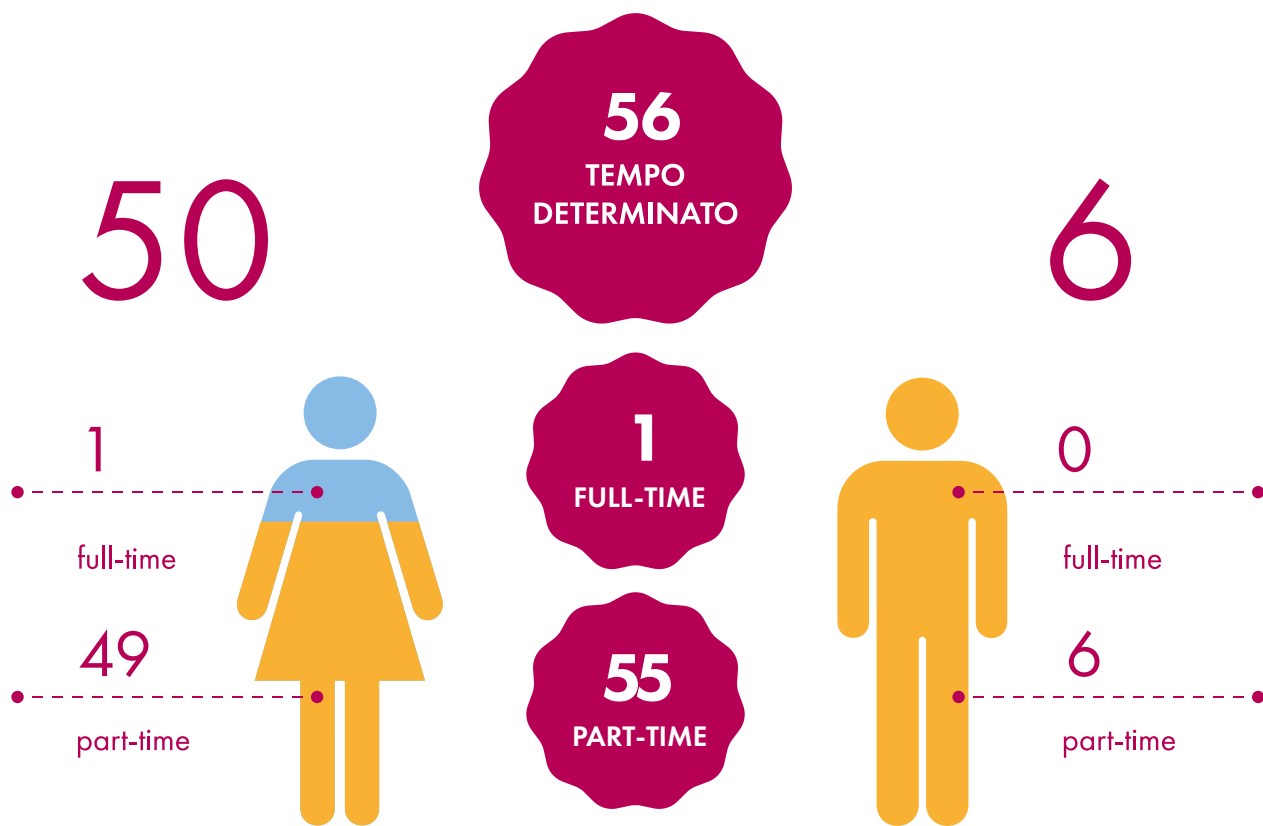 50
56
TEMPO
DETERMINATO
6
1
full-time
49
part-time
1
FULL-TIME
55
PART-TIME
0
full-time
6
part-time